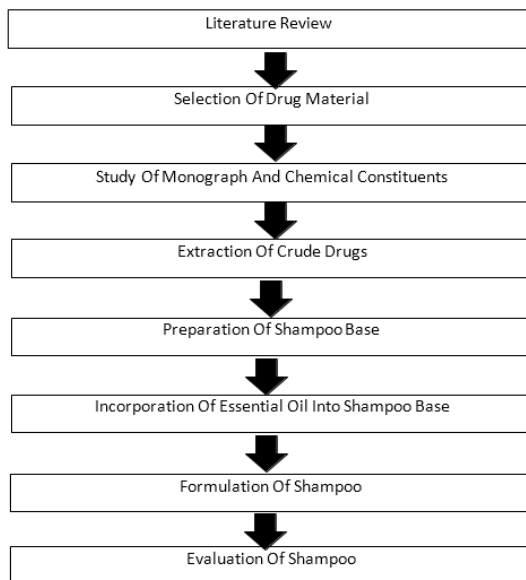 Literature Review
Selection Of Drug Material
Study Of Monograph And Chemical Constituents
Extraction Of Crude Drugs
Preparation Of Shampoo Base
Incorporation Of Essential Oil Into Shampoo Base
Formulation Of Shampoo
Evaluation Of Shampoo